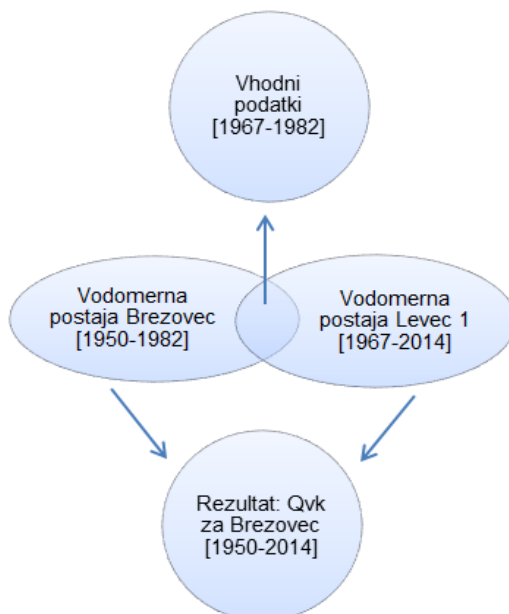 Vhodni
podatki
[1967-1982]
Vodomerna
postaja Brezovec
[1950-1982]
Vodomerna
postaja Levec 1
[1967-2014]
Rezultat: Qvk
za Brezovec
[1950-2014]